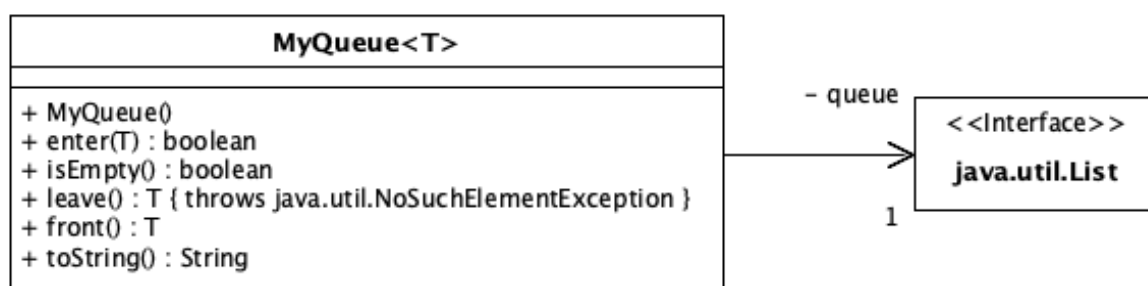 MyQueue<T>
+ MyQueue()
+ enter(T) : boolean
+ isEmpty() : boolean
+ leave() : T { throws java.util.NoSuchElementException }
+ front() : T
+ toString() : String
- queue
1
<<Interface>>
java.util.List